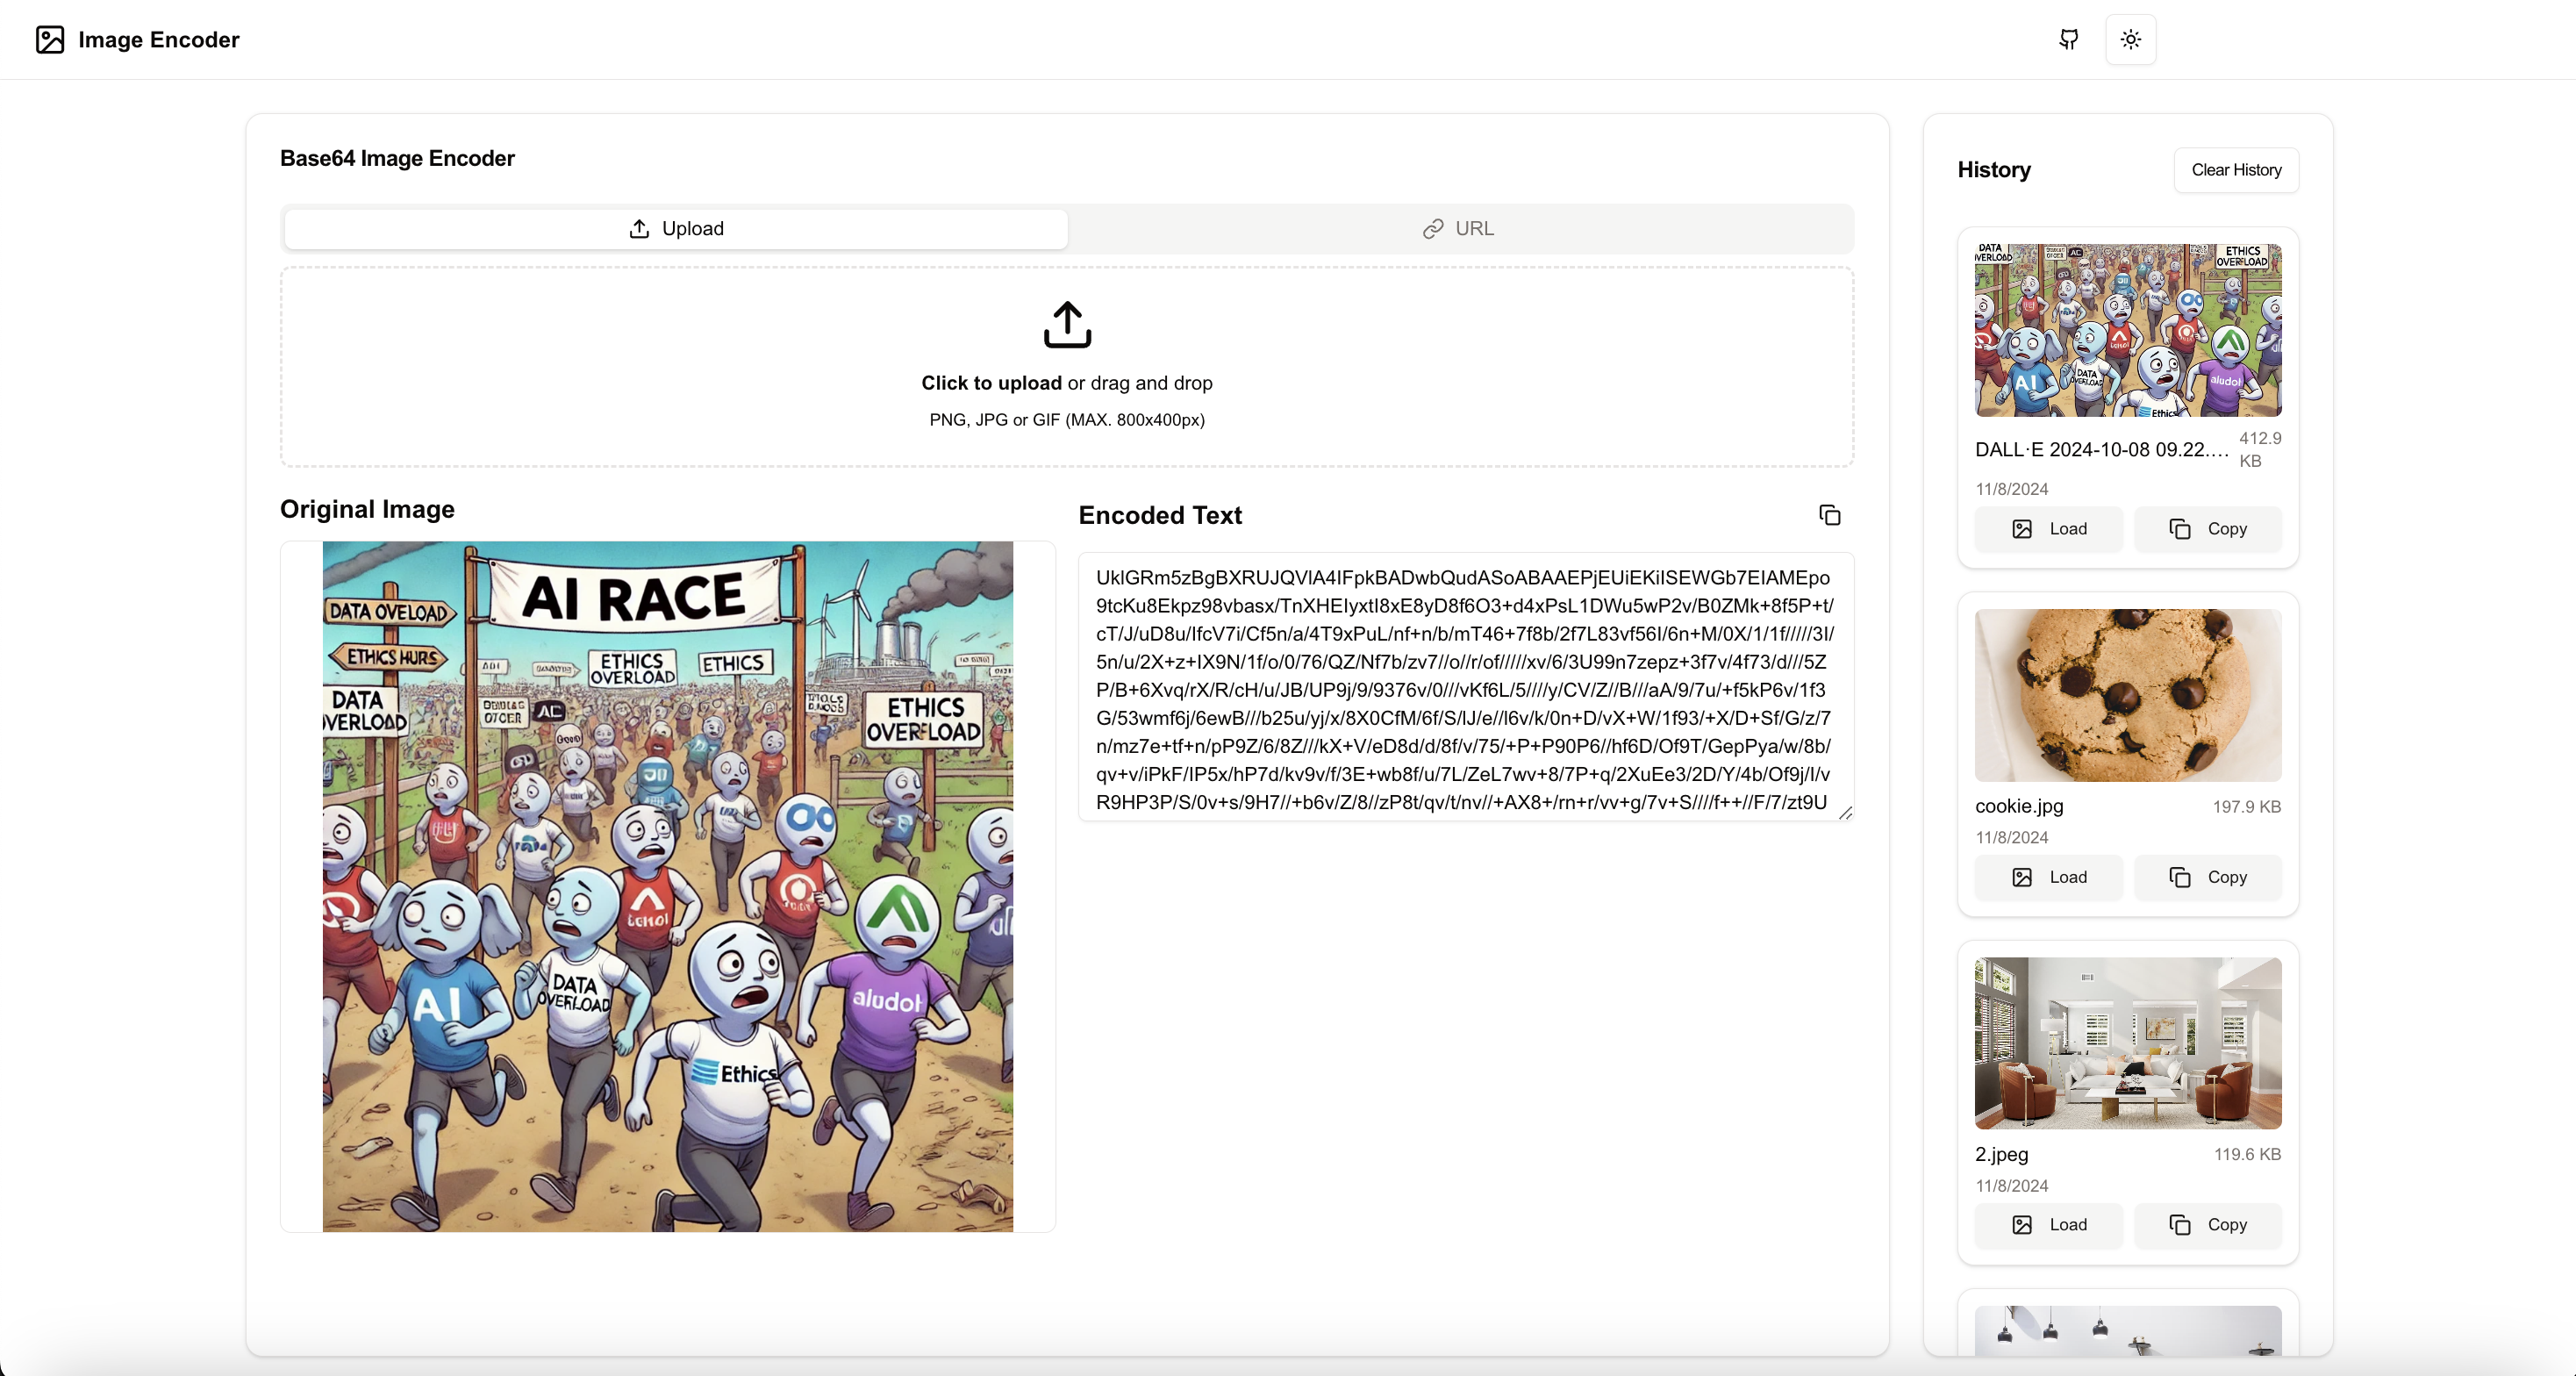 Image Encoder
Base64 Image Encoder
Upload
URL
Click to upload or drag and drop
PNG, JPG or GIF (MAX. 800x400px)
Original Image
AI RACE
DATA OVELOAD
ETHICS HURS
ETHICS
OVERLOAD
ETHICS
DATA
VERLOAD
AC
ETHICS
OVERLOAD
AI
DATA
OVERLOAD
Ethics
aludol
Encoded Text
UklGRm5zBgBXRUJQVlA4IFpkBADwbQudASoABAAEPjEUiEKiISEWGb7EIAMEpo
9tcKu8Ekpz98vbasx/TnXHEIyxtI8xE8yD8f6O3+d4xPsL1DWu5wP2v/B0ZMk+8f5P+t/
cT/J/uD8u/IfcV7i/Cf5n/a/4T9xPuL/nf+n/b/mT46+7f8b/2f7L83vf56I/6n+M/0X/1/1f/////3I/
5n/u/2X+z+IX9N/1f/o/0/76/QZ/Nf7b/zv7//o//r/of/////xv/6/3U99n7zepz+3f7v/4f73/d///5Z
P/B+6Xvq/rX/R/cH/u/JB/UP9j/9/9376v/0///vKf6L/5////y/CV/Z//B///aA/9/7u/+f5kP6v/1f3
G/53wmf6j/6ewB///b25u/yj/x/8X0CfM/6f/S/lJ/e//l6v/k/0n+D/vX+W/1f93/+X/D+Sf/G/z/7
n/mz7e+tf+n/pP9Z/6/8Z///kX+V/eD8d/d/8f/v/75/+P+P90P6//hf6D/Of9T/GepPya/w/8b/
qv+v/iPkF/IP5x/hP7d/kv9v/f/3E+wb8f/u/7L/ZeL7wv+8/7P+q/2XuEe3/2D/Y/4b/Of9j/I/v
R9HP3P/S/0v+s/9H7//+b6v/Z/8//zP8t/qv/t/nv//+AX8+/rn+r/vv+g/7v+S////f++//F/7/zt9U
History
Clear History
DATA
VERLOAD
AC
ETHICS
OVERLOAD
AI
DATA
OVERLOAD
aludol
Ethics
DALL·E 2024-10-08 09.22.…
412.9
KB
11/8/2024
Load
Copy
cookie.jpg
197.9 KB
11/8/2024
Load
Copy
2.jpeg
119.6 KB
11/8/2024
Load
Copy